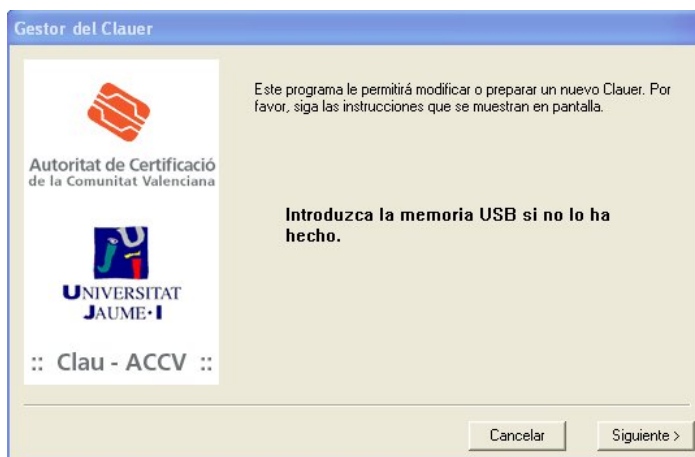 Gestor del Clauer
Este programa le permitirá modificar o preparar un nuevo Clauer. Por
favor, siga las instrucciones que se muestran en pantalla.
Autoritat de Certificació
de la Comunitat Valenciana
Introduzca la memoria USB si no lo ha
hecho.
UJI
UNIVERSITAT
JAUME·I
:: Clau - ACCV ::
Cancelar
Siguiente >